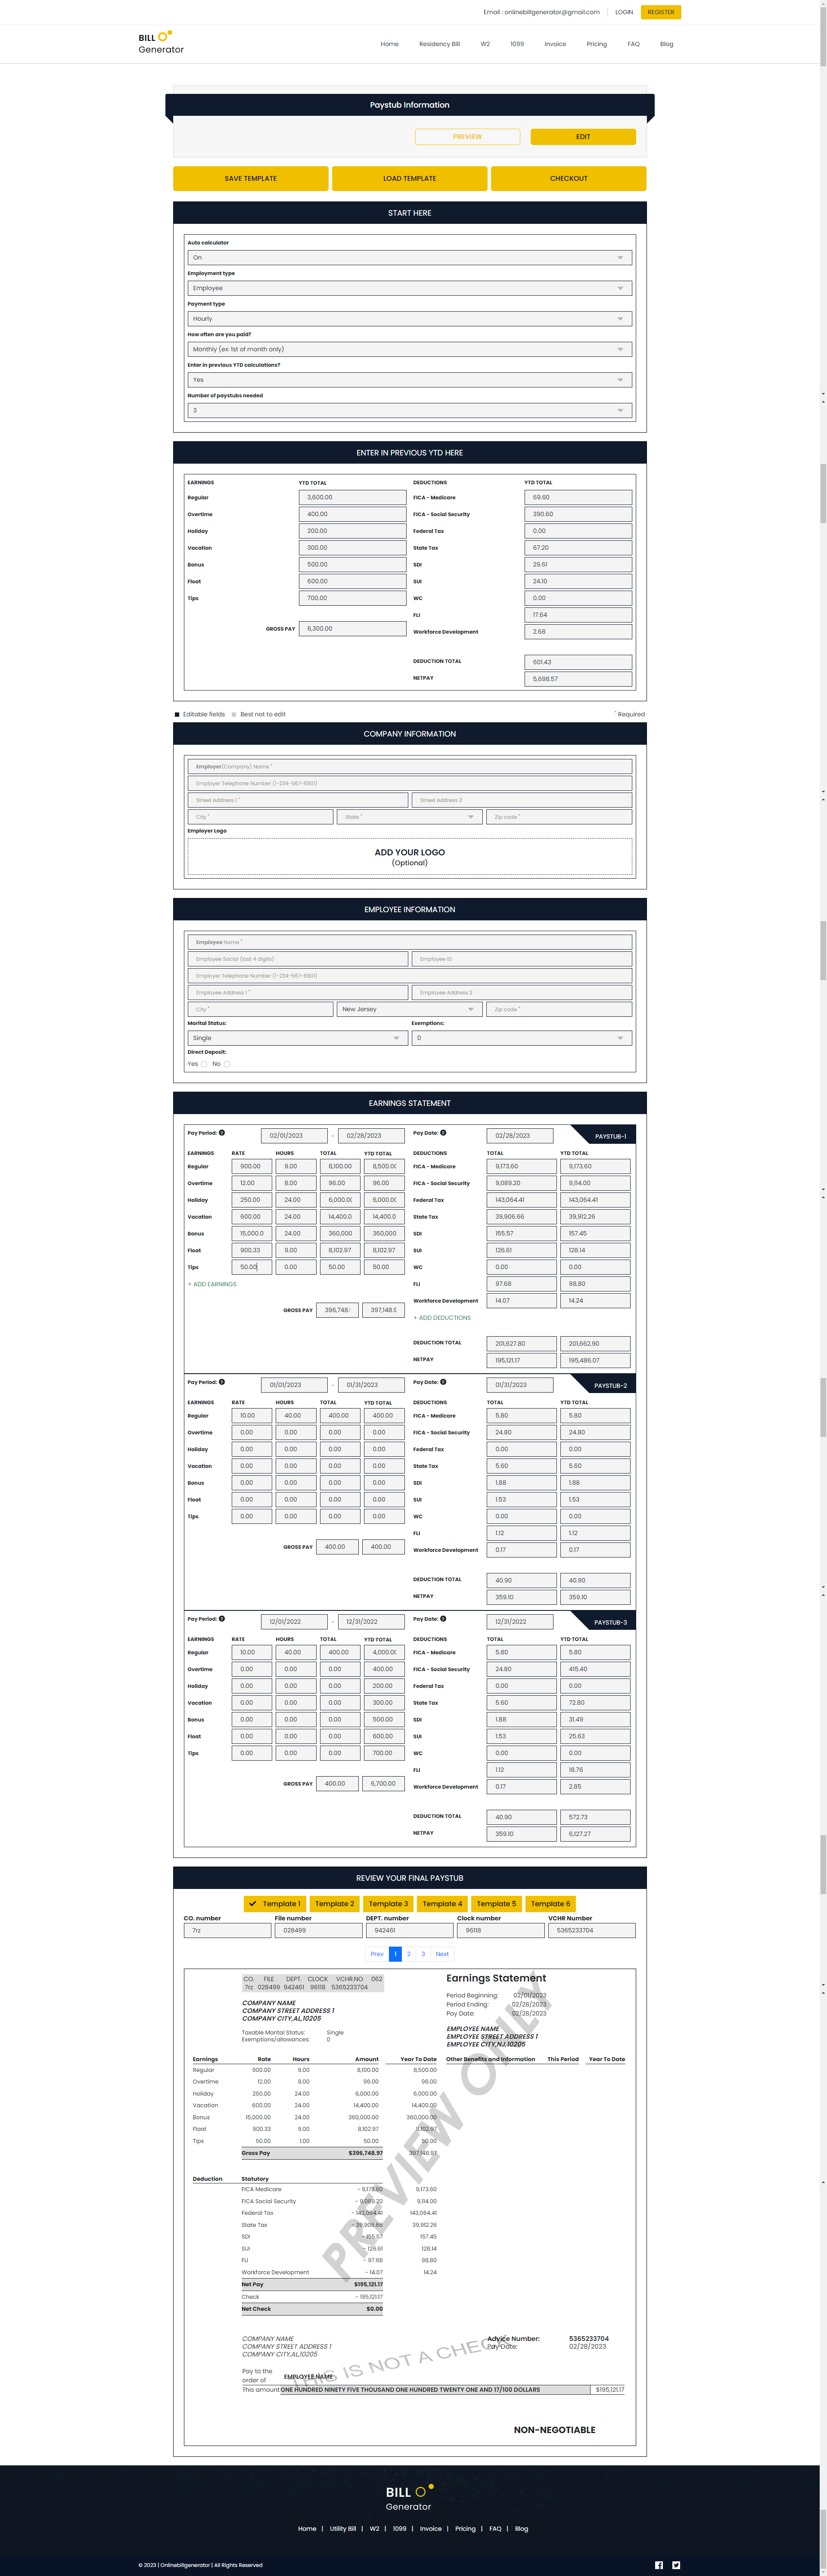 Email : onlinebillgenerator@gmail.com LOGIN REGISTER
BILL
Generator
Home Residency Bill W2 1099 Invoice Pricing FAQ Blog
Paystub Information
PREVIEW EDIT
SAVE TEMPLATE LOAD TEMPLATE CHECKOUT
START HERE
Auto calculator
On
Employment type
Employee
Payment type
Hourly
How often are you paid?
Monthly (ex: 1st of month only)
Enter in previous YTD calculations?
Yes
Number of paystubs needed
3
ENTER IN PREVIOUS YTD HERE
EARNINGS YTD TOTAL DEDUCTIONS YTD TOTAL
Regular 3,600.00 FICA - Medicare 69.60
Overtime 400.00 FICA - Social Security 390.60
Holiday 200.00 Federal Tax 0.00
Vacation 300.00 State Tax 67.20
Bonus 500.00 SDI 29.61
Float 600.00 SUI 24.10
Tips 700.00 WC 0.00
FLI 17.64
GROSS PAY 6,300.00 Workforce Development 2.68
DEDUCTION TOTAL 601.43
NETPAY 5,698.57
Editable fields Best not to edit * Required
COMPANY INFORMATION
Employer(Company) Name *
Employer Telephone Number (1-234-567-8901)
Street Address 1 * Street Address 2
City * State * Zip code *
Employer Logo
ADD YOUR LOGO
(Optional)
EMPLOYEE INFORMATION
Employee Name *
Employee Social (last 4 digits) Employee ID
Employer Telephone Number (1-234-567-8901)
Employee Address 1 * Employee Address 2
City * New Jersey Zip code *
Marital Status: Exemptions:
Single 0
Direct Deposit:
Yes No
EARNINGS STATEMENT
Pay Period: 02/01/2023 - 02/28/2023 Pay Date: 02/28/2023 PAYSTUB-1
EARNINGS RATE HOURS TOTAL YTD TOTAL DEDUCTIONS TOTAL YTD TOTAL
Regular 900.00 9.00 8,100.00 8,500.0( FICA - Medicare 9,173.60 9,173.60
Overtime 12.00 8.00 96.00 96.00 FICA - Social Security 9,089.20 9,114.00
Holiday 250.00 24.00 6,000.0( 6,000.0( Federal Tax 143,064.41 143,064.41
Vacation 600.00 24.00 14,400.0 14,400.0 State Tax 39,906.66 39,912.26
Bonus 15,000.0 24.00 360,000 360,000 SDI 155.57 157.45
Float 900.33 9.00 8,102.97 8,102.97 SUI 126.61 128.14
Tips 50.00 0.00 50.00 50.00 WC 0.00 0.00
+ ADD EARNINGS FLI 97.68 98.80
Workforce Development 14.07 14.24
GROSS PAY 396,748. 397,148.
+ ADD DEDUCTIONS
DEDUCTION TOTAL 201,627.80 201,662.90
NETPAY 195,121.17 195,486.07
Pay Period: 01/01/2023 - 01/31/2023 Pay Date: 01/31/2023 PAYSTUB-2
EARNINGS RATE HOURS TOTAL YTD TOTAL DEDUCTIONS TOTAL YTD TOTAL
Regular 10.00 40.00 400.00 400.00 FICA - Medicare 5.80 5.80
Overtime 0.00 0.00 0.00 0.00 FICA - Social Security 24.80 24.80
Holiday 0.00 0.00 0.00 0.00 Federal Tax 0.00 0.00
Vacation 0.00 0.00 0.00 0.00 State Tax 5.60 5.60
Bonus 0.00 0.00 0.00 0.00 SDI 1.88 1.88
Float 0.00 0.00 0.00 0.00 SUI 1.53 1.53
Tips 0.00 0.00 0.00 0.00 WC 0.00 0.00
FLI 1.12 1.12
GROSS PAY 400.00 400.00 Workforce Development 0.17 0.17
DEDUCTION TOTAL 40.90 40.90
NETPAY 359.10 359.10
Pay Period: 12/01/2022 - 12/31/2022 Pay Date: 12/31/2022 PAYSTUB-3
EARNINGS RATE HOURS TOTAL YTD TOTAL DEDUCTIONS TOTAL YTD TOTAL
Regular 10.00 40.00 400.00 4,000.0( FICA - Medicare 5.80 5.80
Overtime 0.00 0.00 0.00 400.00 FICA - Social Security 24.80 415.40
Holiday 0.00 0.00 0.00 200.00 Federal Tax 0.00 0.00
Vacation 0.00 0.00 0.00 300.00 State Tax 5.60 72.80
Bonus 0.00 0.00 0.00 500.00 SDI 1.88 31.49
Float 0.00 0.00 0.00 600.00 SUI 1.53 25.63
Tips 0.00 0.00 0.00 700.00 WC 0.00 0.00
FLI 1.12 18.76
GROSS PAY 400.00 6,700.00 Workforce Development 0.17 2.85
DEDUCTION TOTAL 40.90 572.73
NETPAY 359.10 6,127.27
REVIEW YOUR FINAL PAYSTUB
Template 1 Template 2 Template 3 Template 4 Template 5 Template 6
CO. number File number DEPT. number Clock number VCHR Number
7rz 028499 942461 96118 5365233704
Prev 1 2 3 Next
CO. FILE DEPT. CLOCK VCHR.NO 062
7rz 028499 942461 96118 5365233704
Earnings Statement
Period Beginning: 02/01/2023
Period Ending: 02/28/2023
Pay Date: 02/28/2023
COMPANY NAME
COMPANY STREET ADDRESS 1
COMPANY CITY,AL,10205
Taxable Marital Status: Single
Exemptions/allowances: 0
EMPLOYEE NAME
EMPLOYEE STREET ADDRESS 1
EMPLOYEE CITY,NJ,10205
Earnings Rate Hours Amount Year To Date Other Benefits and Information This Period Year To Date
Regular 900.00 9.00 8,100.00 8,500.00
Overtime 12.00 8.00 96.00 96.00
Holiday 250.00 24.00 6,000.00 6,000.00
Vacation 600.00 24.00 14,400.00 14,400.00
Bonus 15,000.00 24.00 360,000.00 360,000.00
Float 900.33 9.00 8,102.97 8,102.97
Tips 50.00 1.00 50.00 50.00
Gross Pay $396,748.97 397,148.97
Deduction Statutory
FICA Medicare - 9,173.60 9,173.60
FICA Social Security - 9,089.20 9,114.00
Federal Tax - 143,064.41 143,064.41
State Tax - 39,906.66 39,912.26
SDI - 155.57 157.45
SUI - 126.61 128.14
FLI - 97.68 98.80
Workforce Development - 14.07 14.24
Net Pay $195,121.17
Check - 195,121.17
Net Check $0.00
PREVIEW ONLY
COMPANY NAME
COMPANY STREET ADDRESS 1
COMPANY CITY,AL,10205
Advice Number: 5365233704
Pay Date: 02/28/2023
THIS IS NOT A CHECK
Pay to the
order of EMPLOYEE NAME
This amount ONE HUNDRED NINETY FIVE THOUSAND ONE HUNDRED TWENTY ONE AND 17/100 DOLLARS $195,121.17
NON-NEGOTIABLE
BILL
Generator
Home | Utility Bill | W2 | 1099 | Invoice | Pricing | FAQ | Blog
© 2023 | Onlinebillgenerator | All Rights Reserved